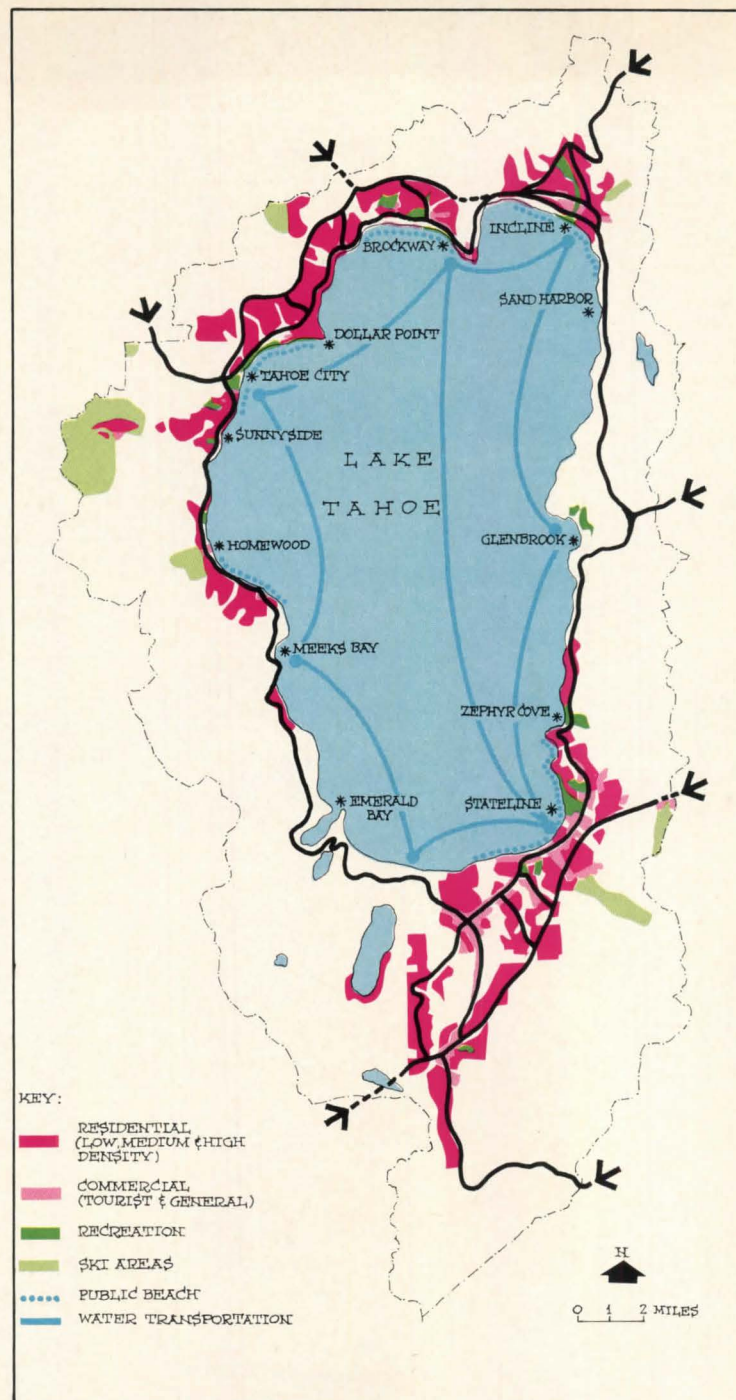 INCLINE
BROCKWAY
SAND HARBOR
DOLLAR POINT
TAHOE CITY
SUNNYSIDE
LAKE
TAHOE
GLENBROOK
HOMEWOOD
MEEKS BAY
ZEPHYR COVE
EMERALD
BAY
STATELINE
KEY:
RESIDENTIAL
(LOW, MEDIUM & HIGH
DENSITY)
COMMERCIAL
(TOURIST & GENERAL)
RECREATION
SKI AREAS
PUBLIC BEACH
WATER TRANSPORTATION
N
0 1 2 MILES